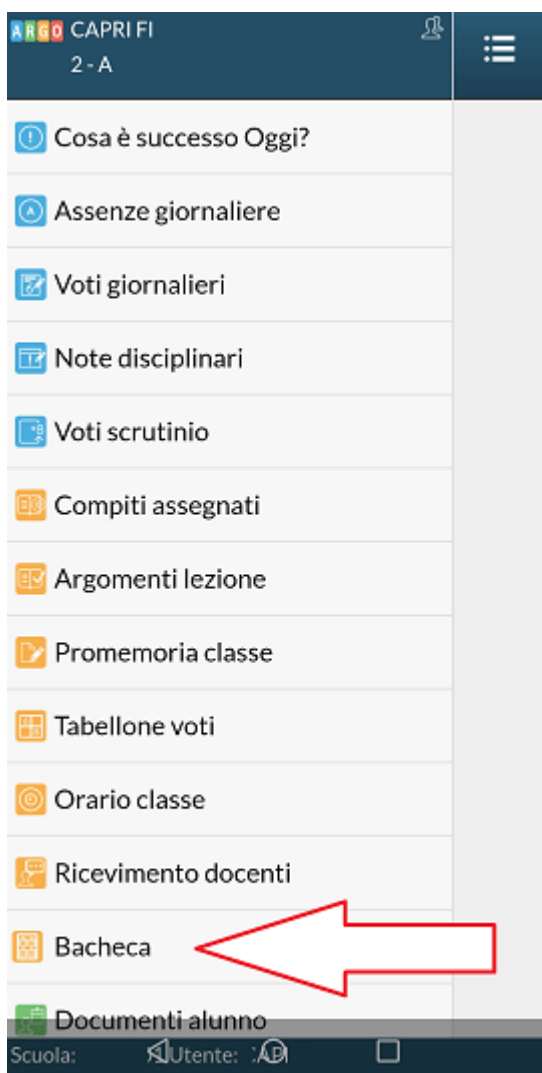 ARGO CAPRI FI
2 - A
Cosa è successo Oggi?
Assenze giornaliere
Voti giornalieri
Note disciplinari
Voti scrutinio
Compiti assegnati
Argomenti lezione
Promemoria classe
Tabellone voti
Orario classe
Ricevimento docenti
Bacheca
Documenti alunno
Scuola: Utente: